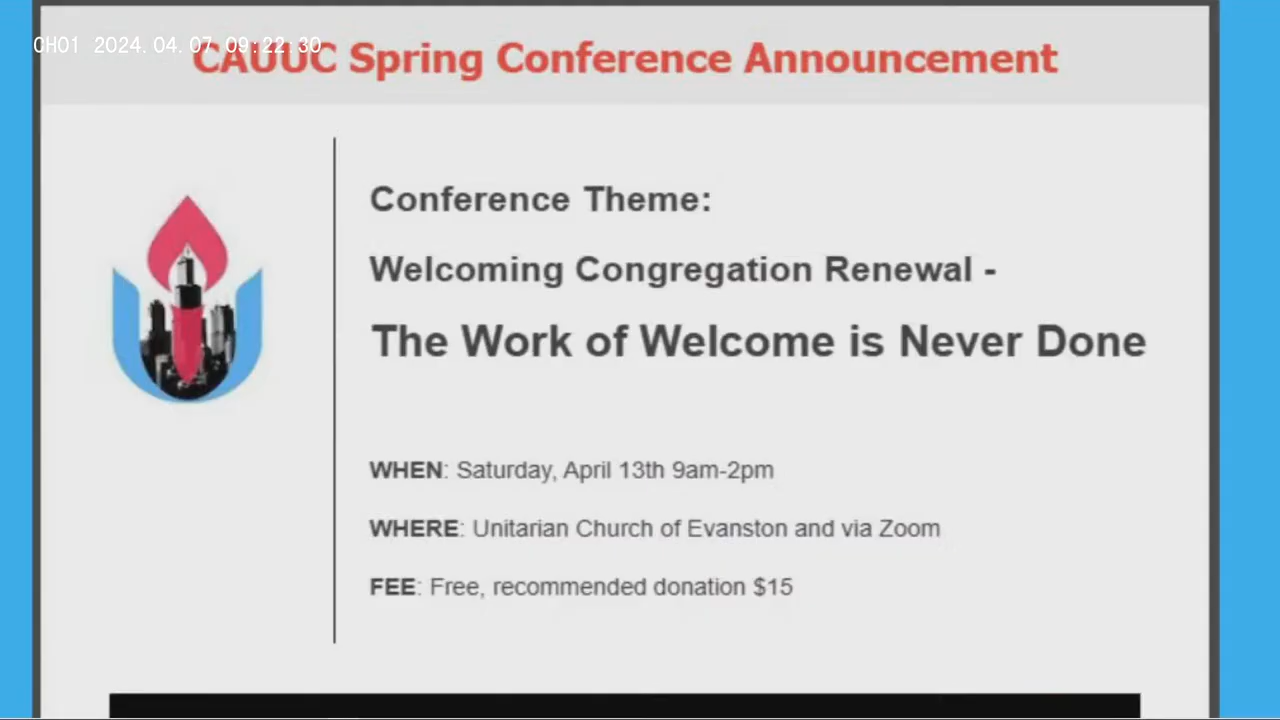 CH01 2024.04.07 09:22:30
CAUUC Spring Conference Announcement
Conference Theme:
Welcoming Congregation Renewal -
The Work of Welcome is Never Done
WHEN: Saturday, April 13th 9am-2pm
WHERE: Unitarian Church of Evanston and via Zoom
FEE: Free, recommended donation $15